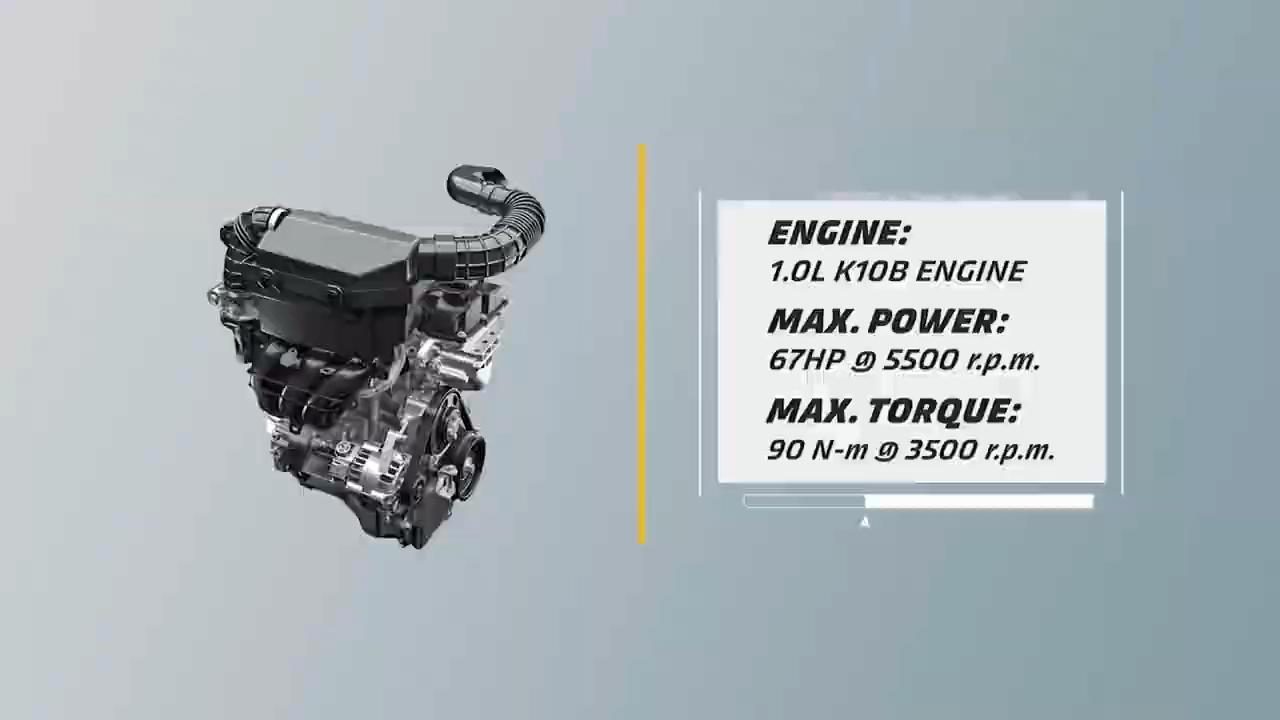 ENGINE:
1.0L K10B ENGINE
MAX. POWER:
67HP @ 5500 r.p.m.
MAX. TORQUE:
90 N-m @ 3500 r.p.m.